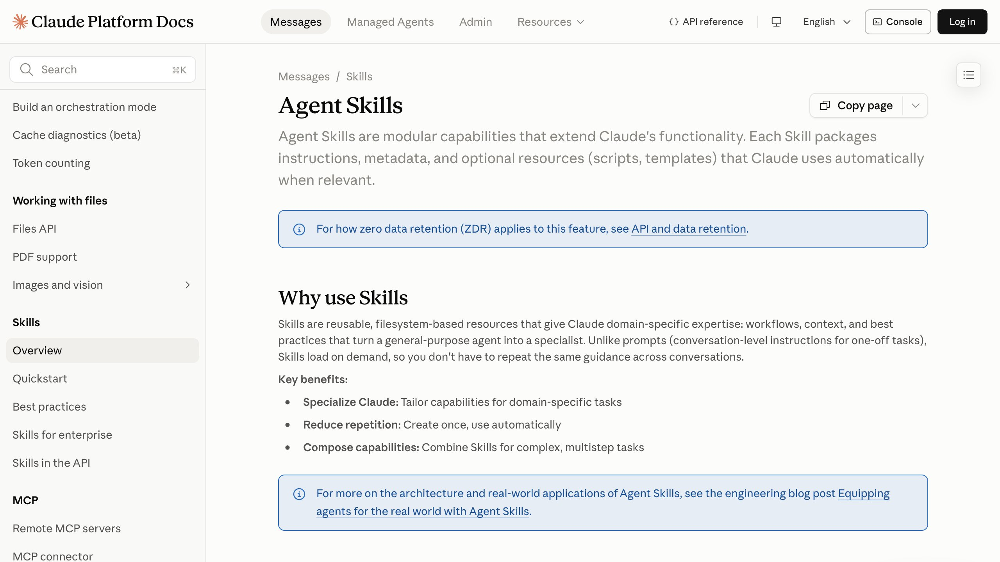 Claude Platform Docs
Messages
Managed Agents
Admin
Resources
API reference
English
Console
Log in
Search
⌘K
Build an orchestration mode
Cache diagnostics (beta)
Token counting
Working with files
Files API
PDF support
Images and vision
Skills
Overview
Quickstart
Best practices
Skills for enterprise
Skills in the API
MCP
Remote MCP servers
MCP connector
Messages / Skills
Agent Skills
Copy page
Agent Skills are modular capabilities that extend Claude's functionality. Each Skill packages
instructions, metadata, and optional resources (scripts, templates) that Claude uses automatically
when relevant.
For how zero data retention (ZDR) applies to this feature, see API and data retention.
Why use Skills
Skills are reusable, filesystem-based resources that give Claude domain-specific expertise: workflows, context, and best
practices that turn a general-purpose agent into a specialist. Unlike prompts (conversation-level instructions for one-off tasks),
Skills load on demand, so you don't have to repeat the same guidance across conversations.
Key benefits:
• Specialize Claude: Tailor capabilities for domain-specific tasks
• Reduce repetition: Create once, use automatically
• Compose capabilities: Combine Skills for complex, multistep tasks
For more on the architecture and real-world applications of Agent Skills, see the engineering blog post Equipping
agents for the real world with Agent Skills.